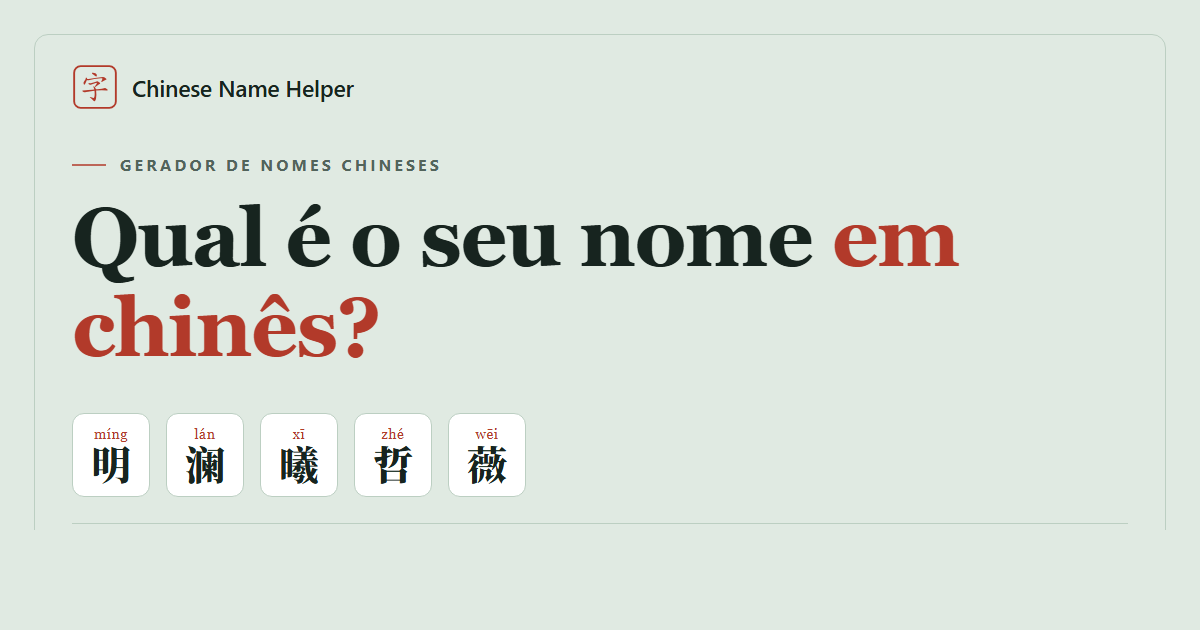 字 Chinese Name Helper
GERADOR DE NOMES CHINESES
Qual é o seu nome em
chinês?
míng lán xī zhé wēi
明 澜 曦 哲 薇